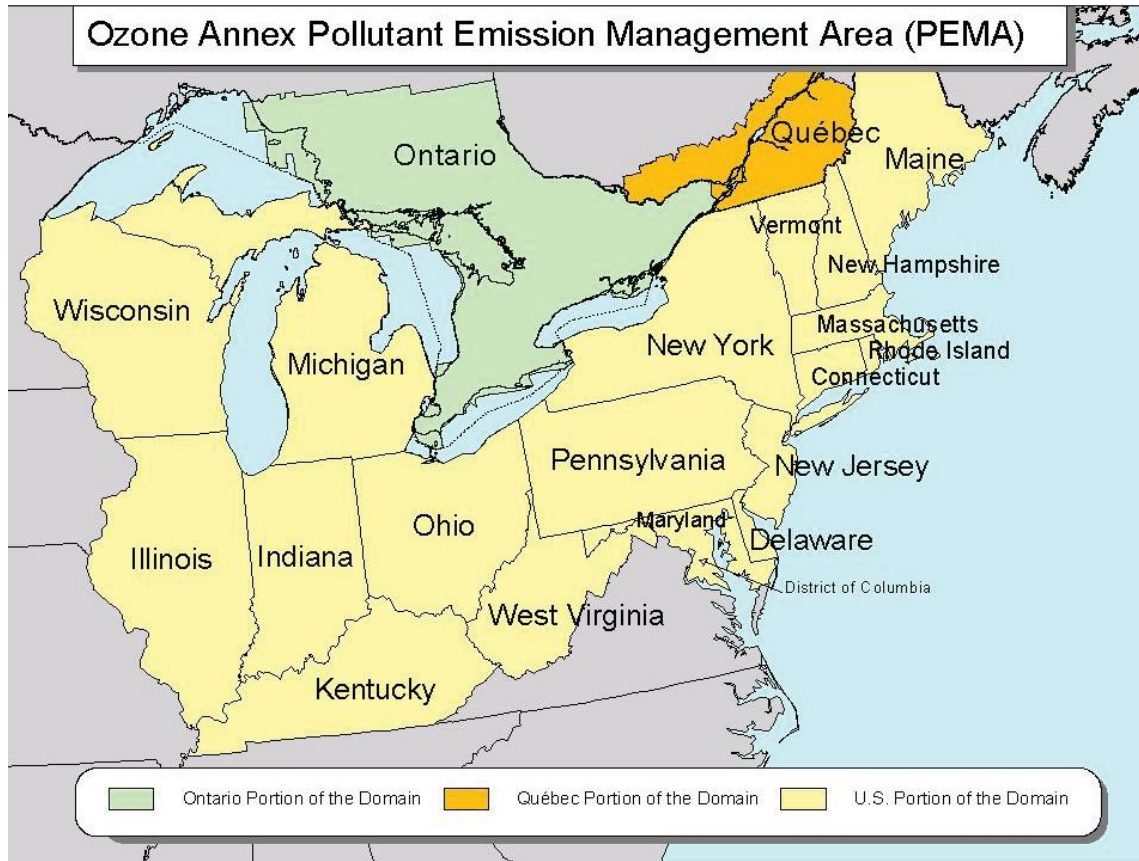 Ozone Annex Pollutant Emission Management Area (PEMA)
Québec
Ontario
Maine
Vermont
New Hampshire
Wisconsin
Massachusetts
New York
Rhode Island
Michigan
Connecticut
Pennsylvania
New Jersey
Maryland
Ohio
Delaware
Illinois
Indiana
District of Columbia
West Virginia
Kentucky
Ontario Portion of the Domain
Québec Portion of the Domain
U.S. Portion of the Domain